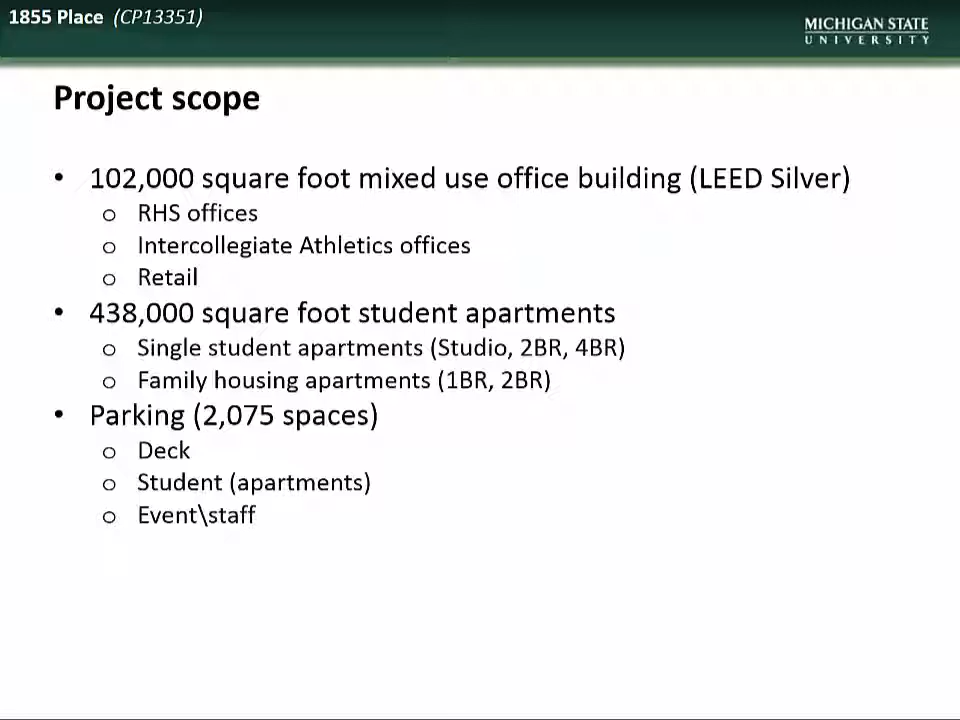 1855 Place (CP13351)
MICHIGAN STATE
UNIVERSITY
Project scope
• 102,000 square foot mixed use office building (LEED Silver)
o RHS offices
o Intercollegiate Athletics offices
o Retail
• 438,000 square foot student apartments
o Single student apartments (Studio, 2BR, 4BR)
o Family housing apartments (1BR, 2BR)
• Parking (2,075 spaces)
o Deck
o Student (apartments)
o Event\staff